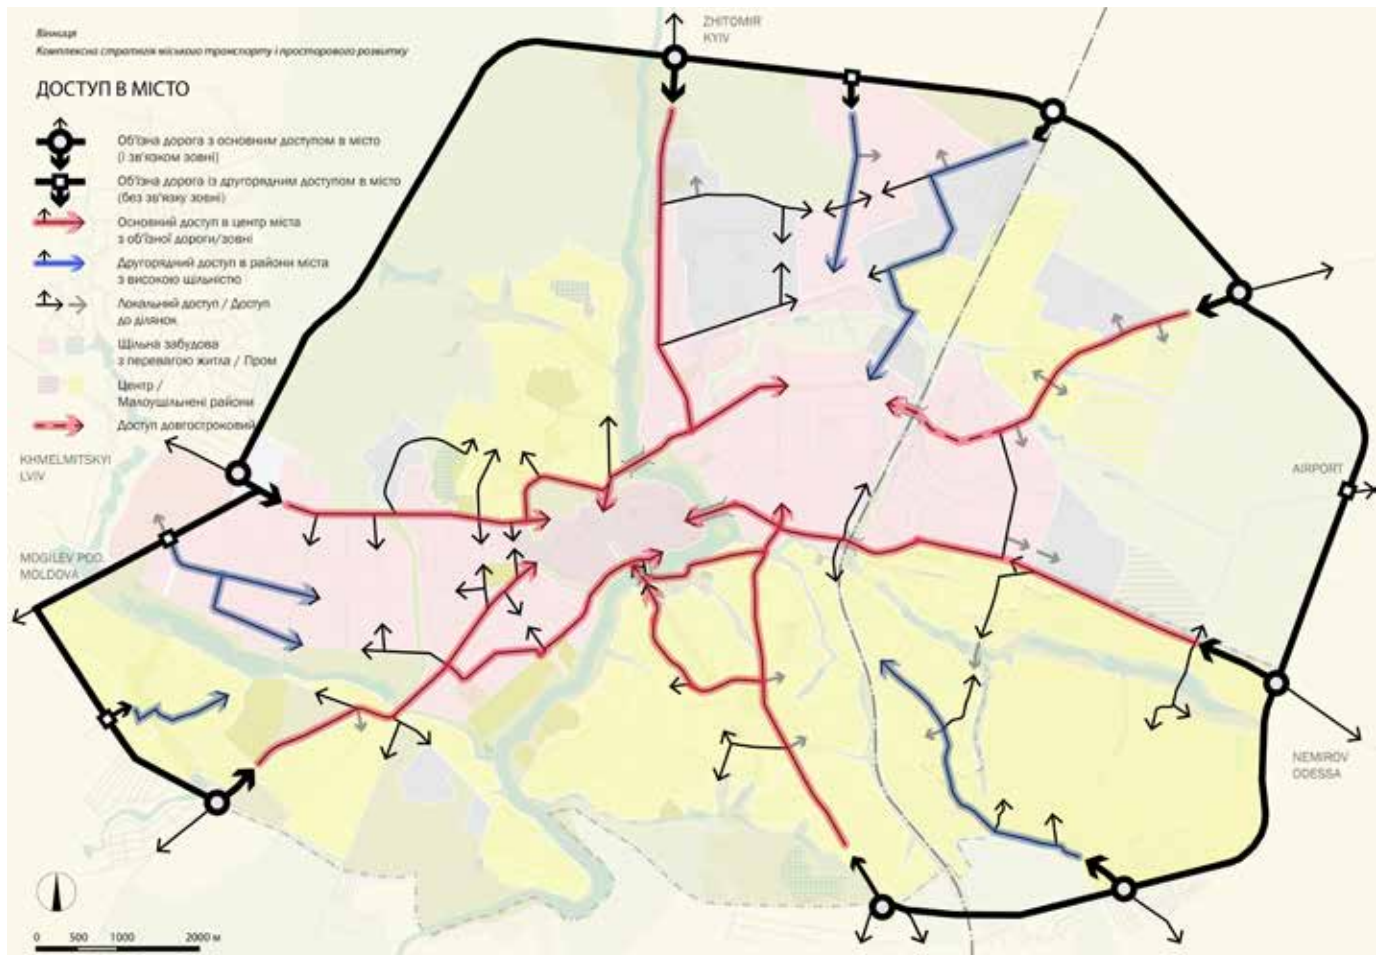 Вінниця
Комплексна стратегія міського транспорту і просторового розвитку
ДОСТУП В МІСТО
Об'їзна дорога з основним доступом в місто
(і зв'язком зовні)
Об'їзна дорога із другорядним доступом в місто
(без зв'язку зовні)
Основний доступ в центр міста
з об'їзної дороги/зовні
Другорядний доступ в райони міста
з високою щільністю
Локальний доступ / Доступ
до ділянок
Щільна забудова
з перевагою житла / Пром
Центр /
Малоущільнені райони
Доступ довгостроковий
ZHITOMIR
KYIV
KHMELMITSKYI
LVIV
MOGILEV POD.
MOLDOVA
AIRPORT
NEMIROV
ODESSA
0 500 1000 2000 м